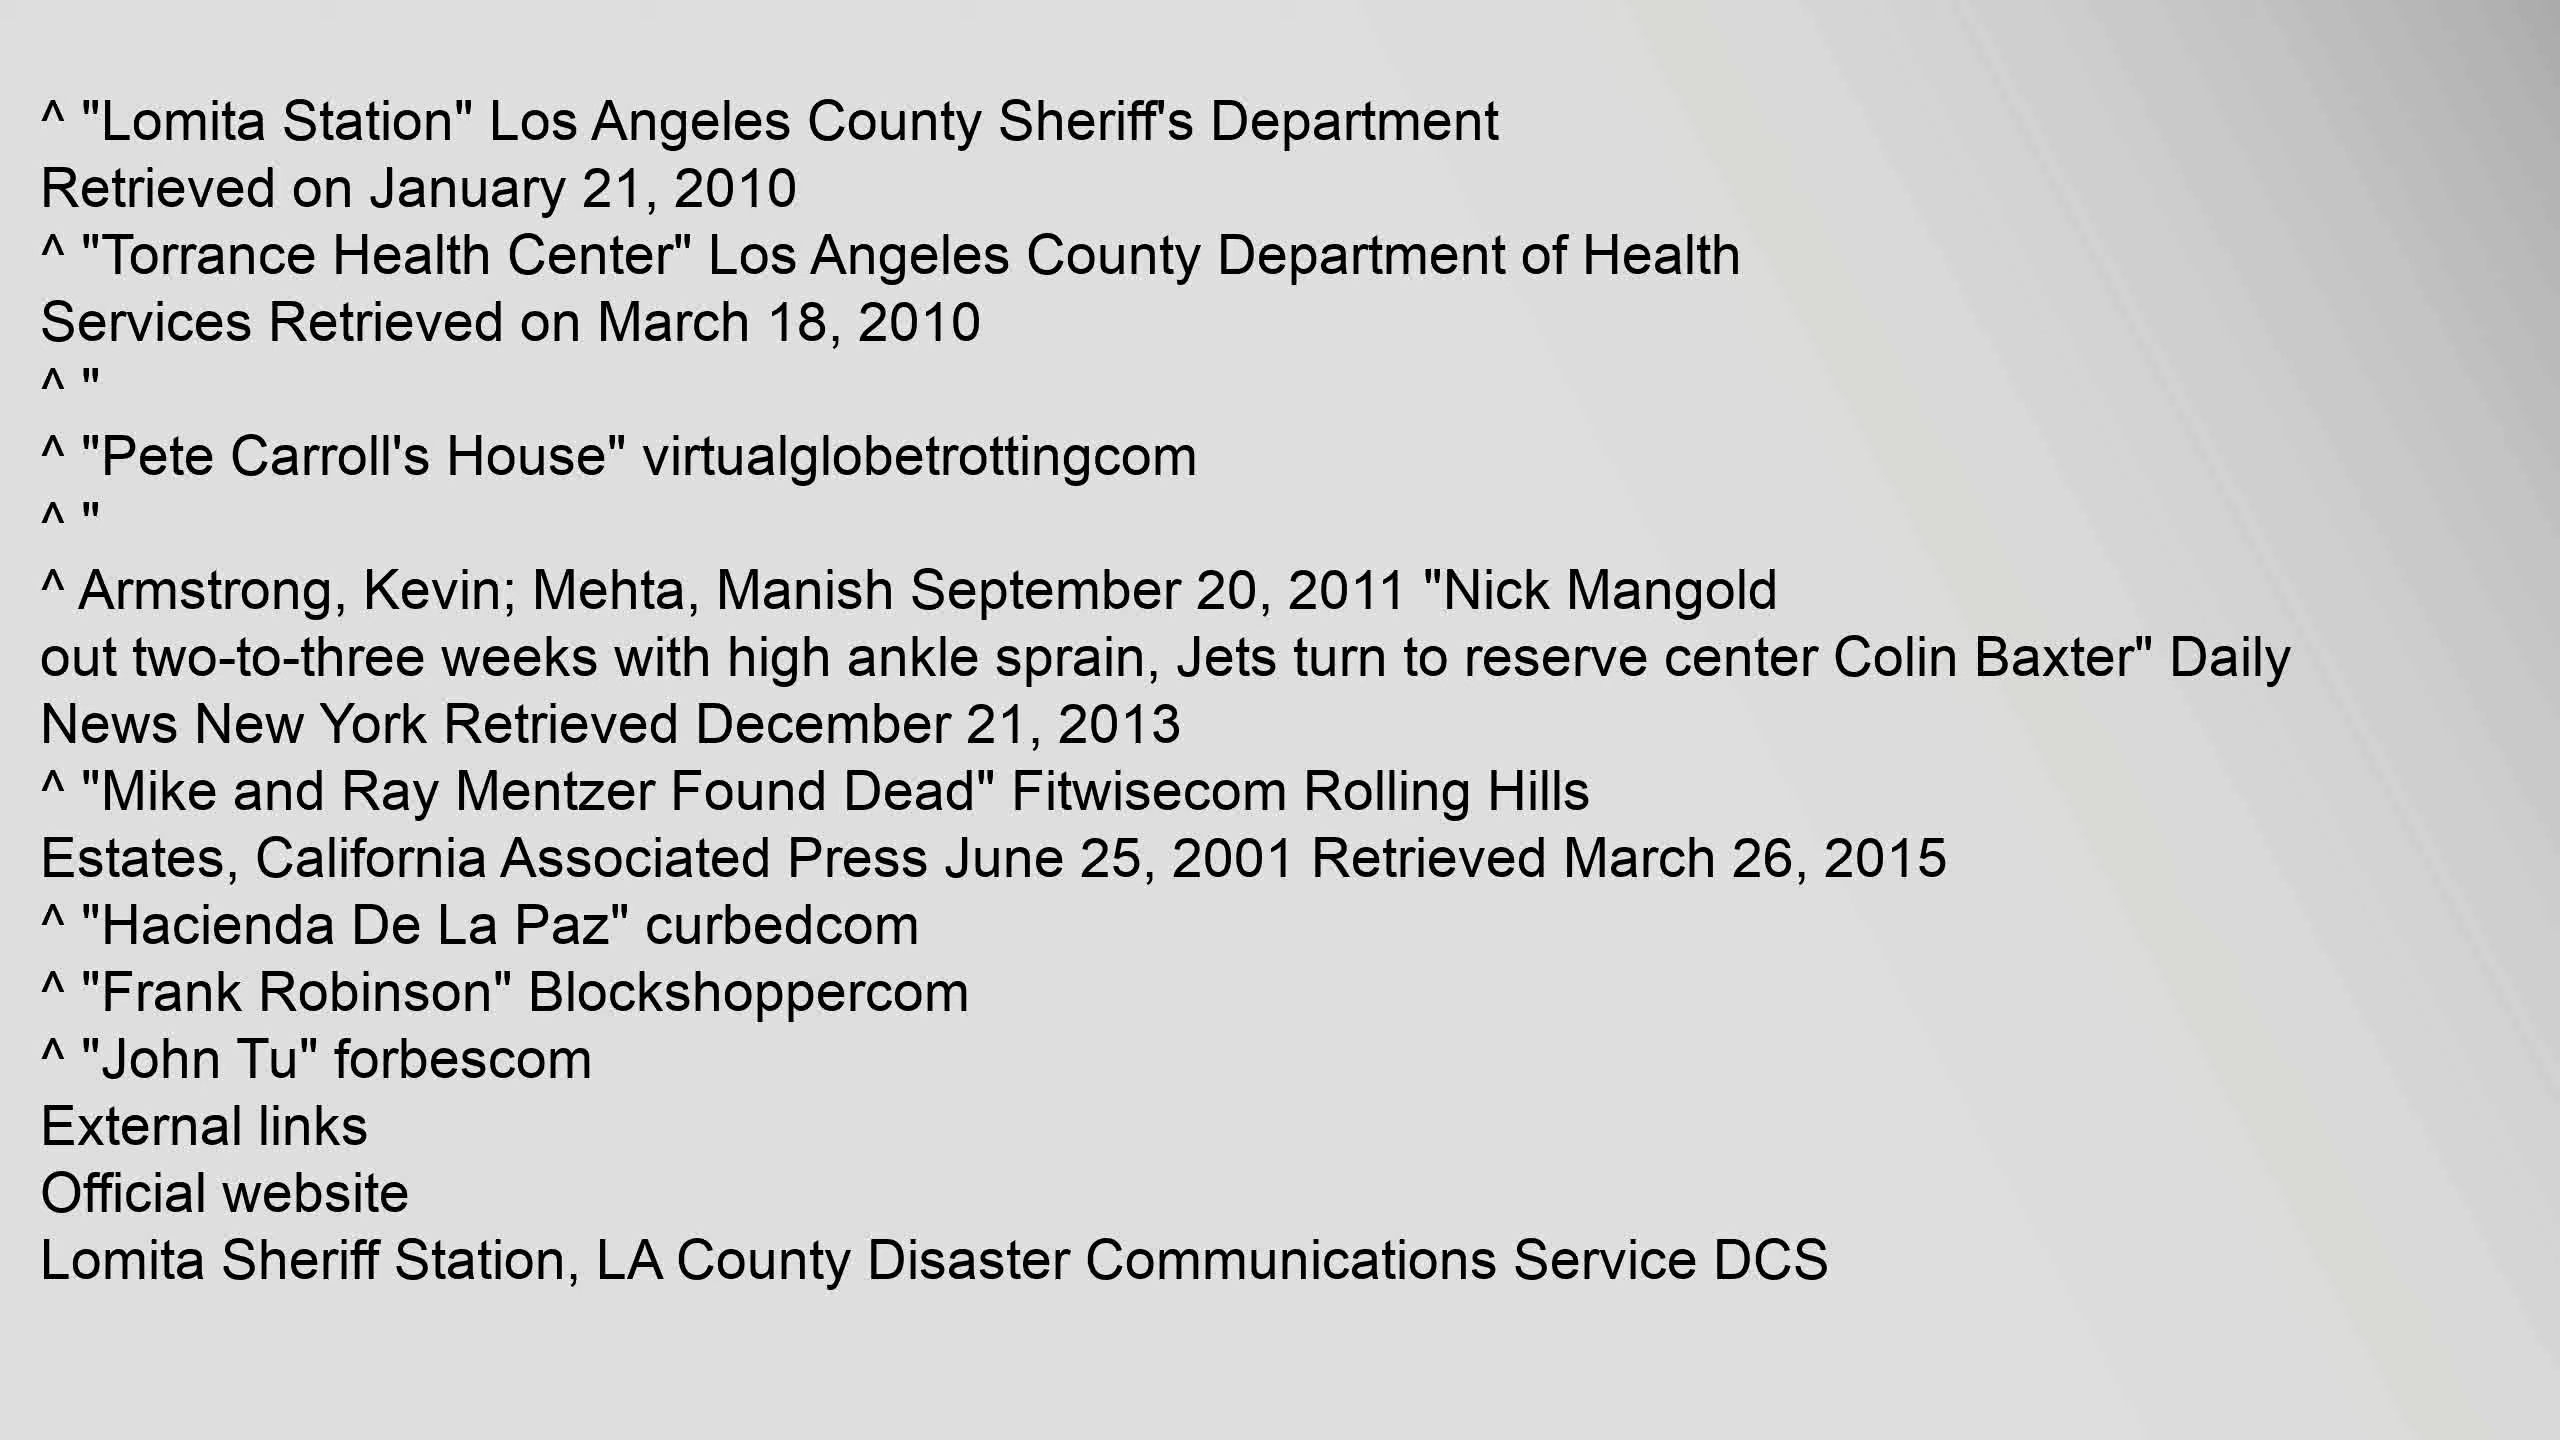 ^ "Lomita Station" Los Angeles County Sheriff's Department
Retrieved on January 21, 2010
^ "Torrance Health Center" Los Angeles County Department of Health
Services Retrieved on March 18, 2010
^ "
^ "Pete Carroll's House" virtualglobetrottingcom
^ "
^ Armstrong, Kevin; Mehta, Manish September 20, 2011 "Nick Mangold
out two-to-three weeks with high ankle sprain, Jets turn to reserve center Colin Baxter" Daily
News New York Retrieved December 21, 2013
^ "Mike and Ray Mentzer Found Dead" Fitwisecom Rolling Hills
Estates, California Associated Press June 25, 2001 Retrieved March 26, 2015
^ "Hacienda De La Paz" curbedcom
^ "Frank Robinson" Blockshoppercom
^ "John Tu" forbescom
External links
Official website
Lomita Sheriff Station, LA County Disaster Communications Service DCS